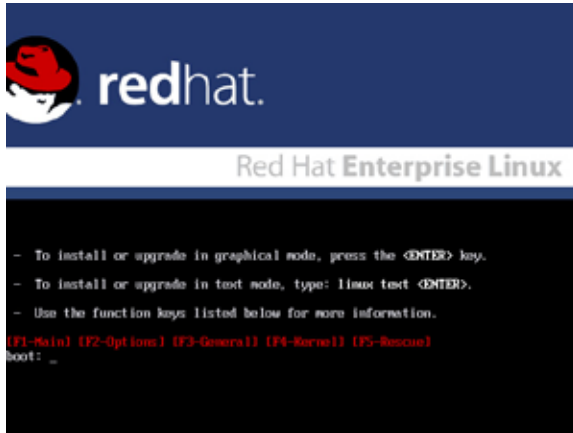 redhat.
Red Hat Enterprise Linux
- To install or upgrade in graphical mode, press the <ENTER> key.
- To install or upgrade in text mode, type: linux text <ENTER>.
- Use the function keys listed below for more information.
[F1-Main] [F2-Options] [F3-General] [F4-Kernel] [F5-Rescue]
boot: _